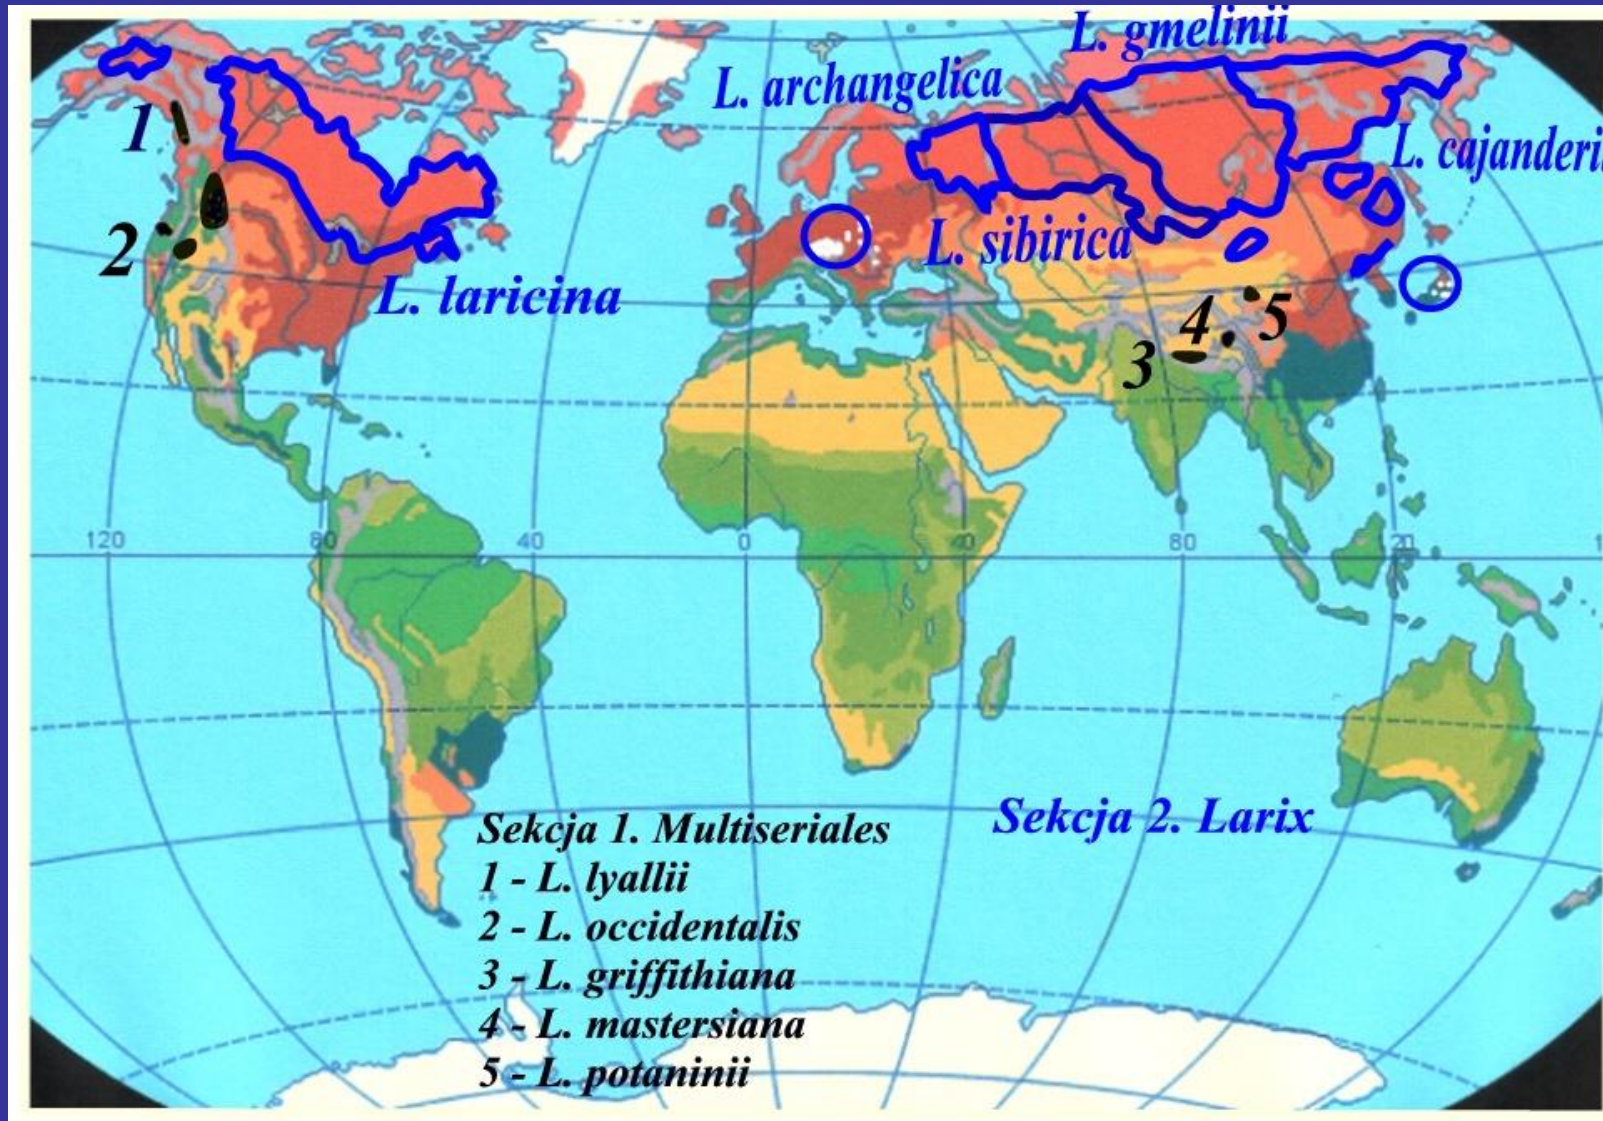 L. gmelinii
L. archangelica
1
L. cajanderi
2
L. sibirica
L. laricina
4
5
3
120
80
40
0
40
80
Sekcja 1. Multiseriales
Sekcja 2. Larix
1 - L. lyallii
2 - L. occidentalis
3 - L. griffithiana
4 - L. mastersiana
5 - L. potaninii